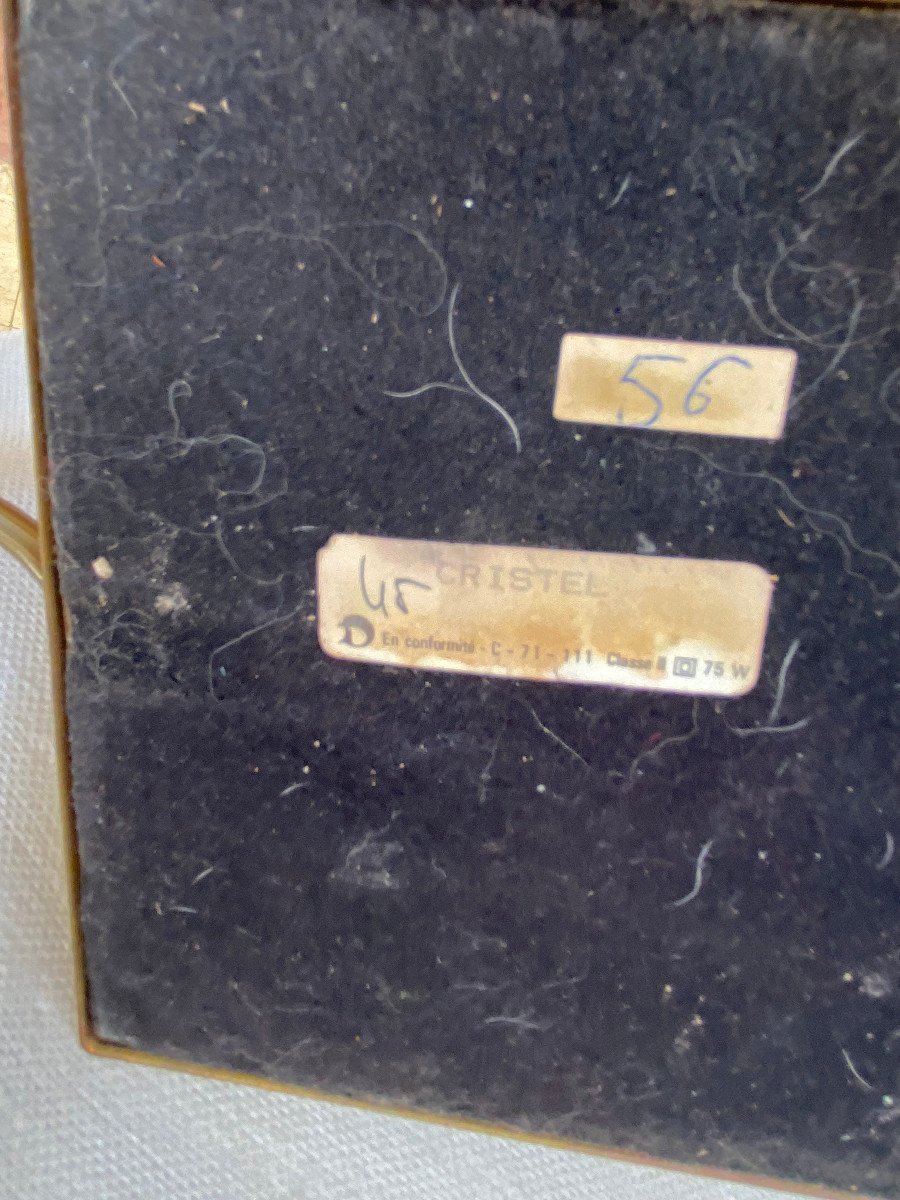 56
CRISTEL
45
D En conformité - C - 71 - 111 Classe II 75 W